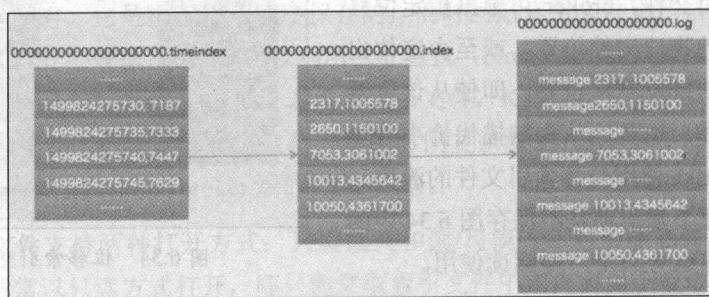 00000000000000000000.timeindex
......
1499824275730, 7187
1499824275735,7333
1499824275740,7447
1499824275745,7629
......
00000000000000000000.index
......
2317,1005578
2650,1150100
7053,3061002
10013,4345642
10050,4361700
......
00000000000000000000.log
......
message 2317, 1005578
message2650,1150100
message ......
message 7053,3061002
message ......
message 10013,4345642
message ......
message 10050,4361700
......